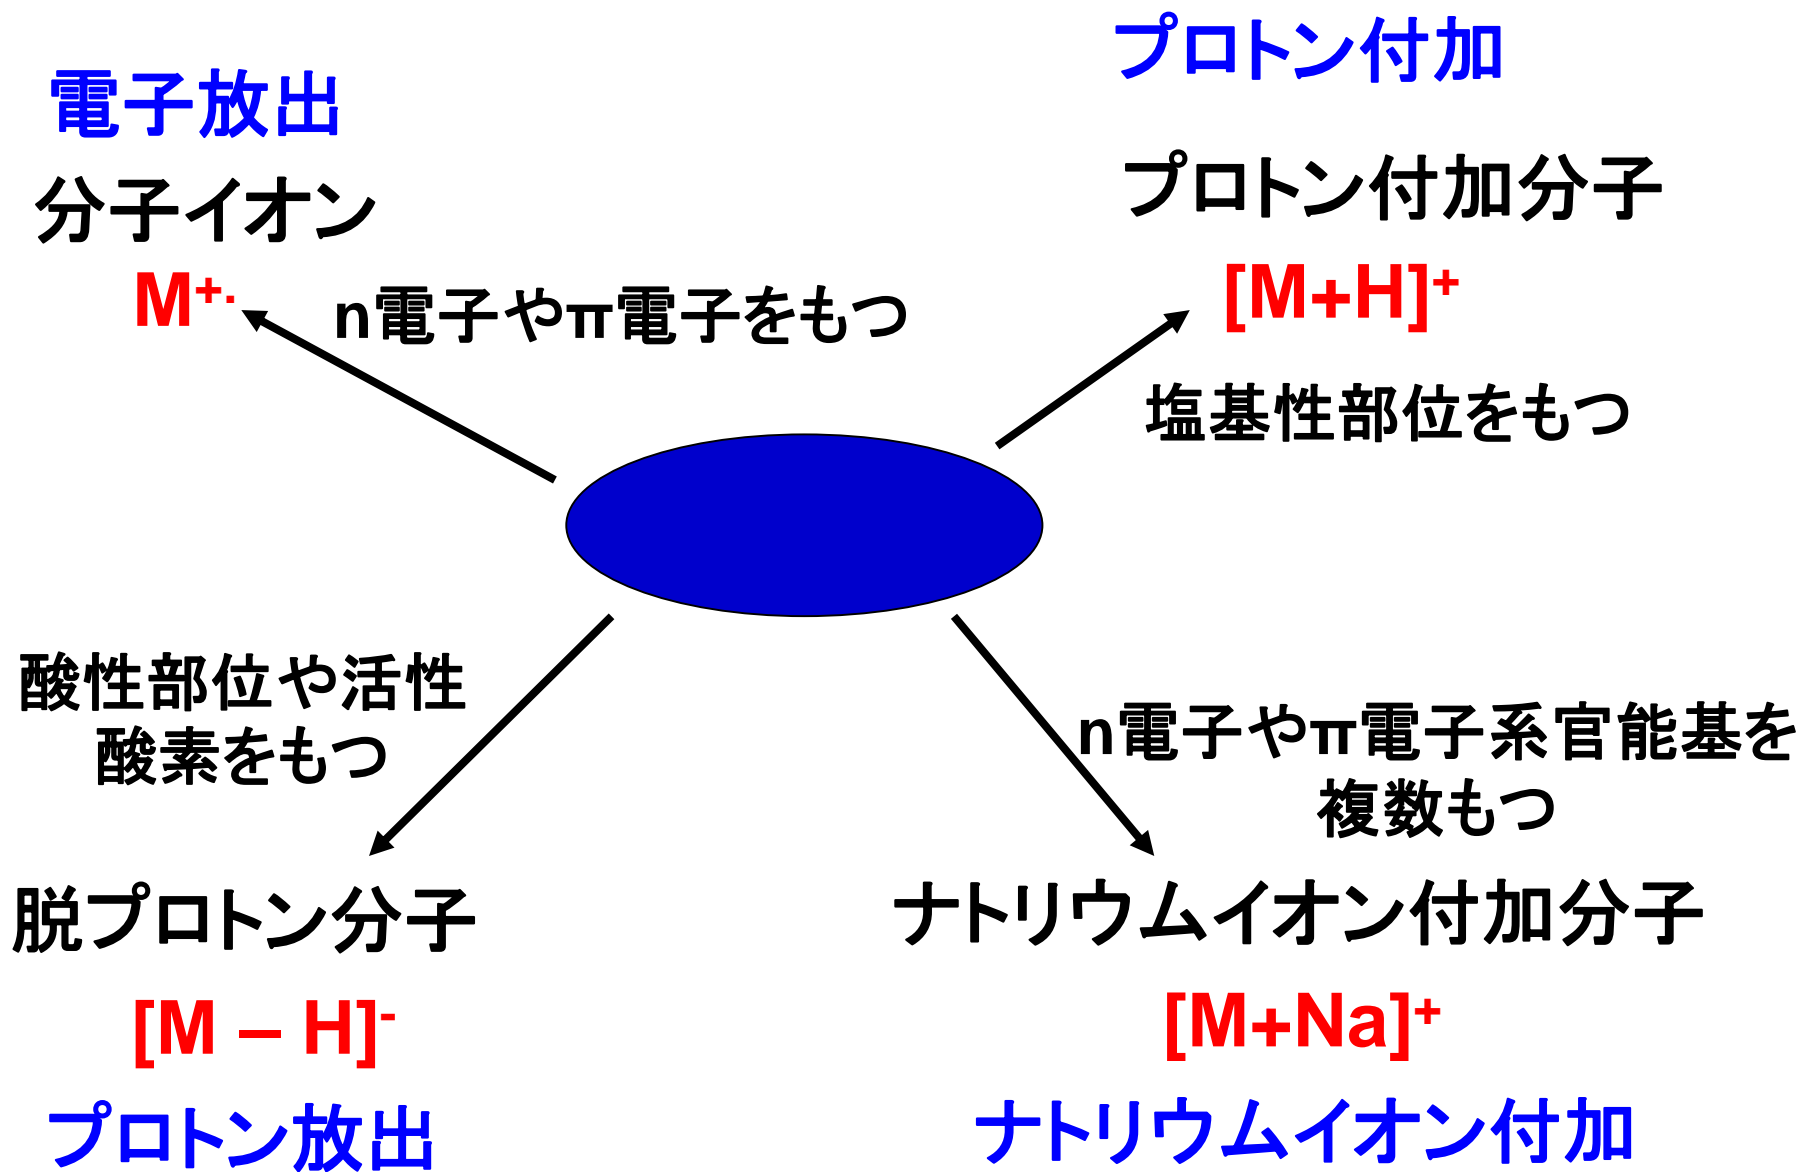 電子放出
分子イオン
M⁺·
n電子やπ電子をもつ
プロトン付加
プロトン付加分子
[M+H]⁺
塩基性部位をもつ
酸性部位や活性
酸素をもつ
脱プロトン分子
[M – H]⁻
プロトン放出
n電子やπ電子系官能基を
複数もつ
ナトリウムイオン付加分子
[M+Na]⁺
ナトリウムイオン付加